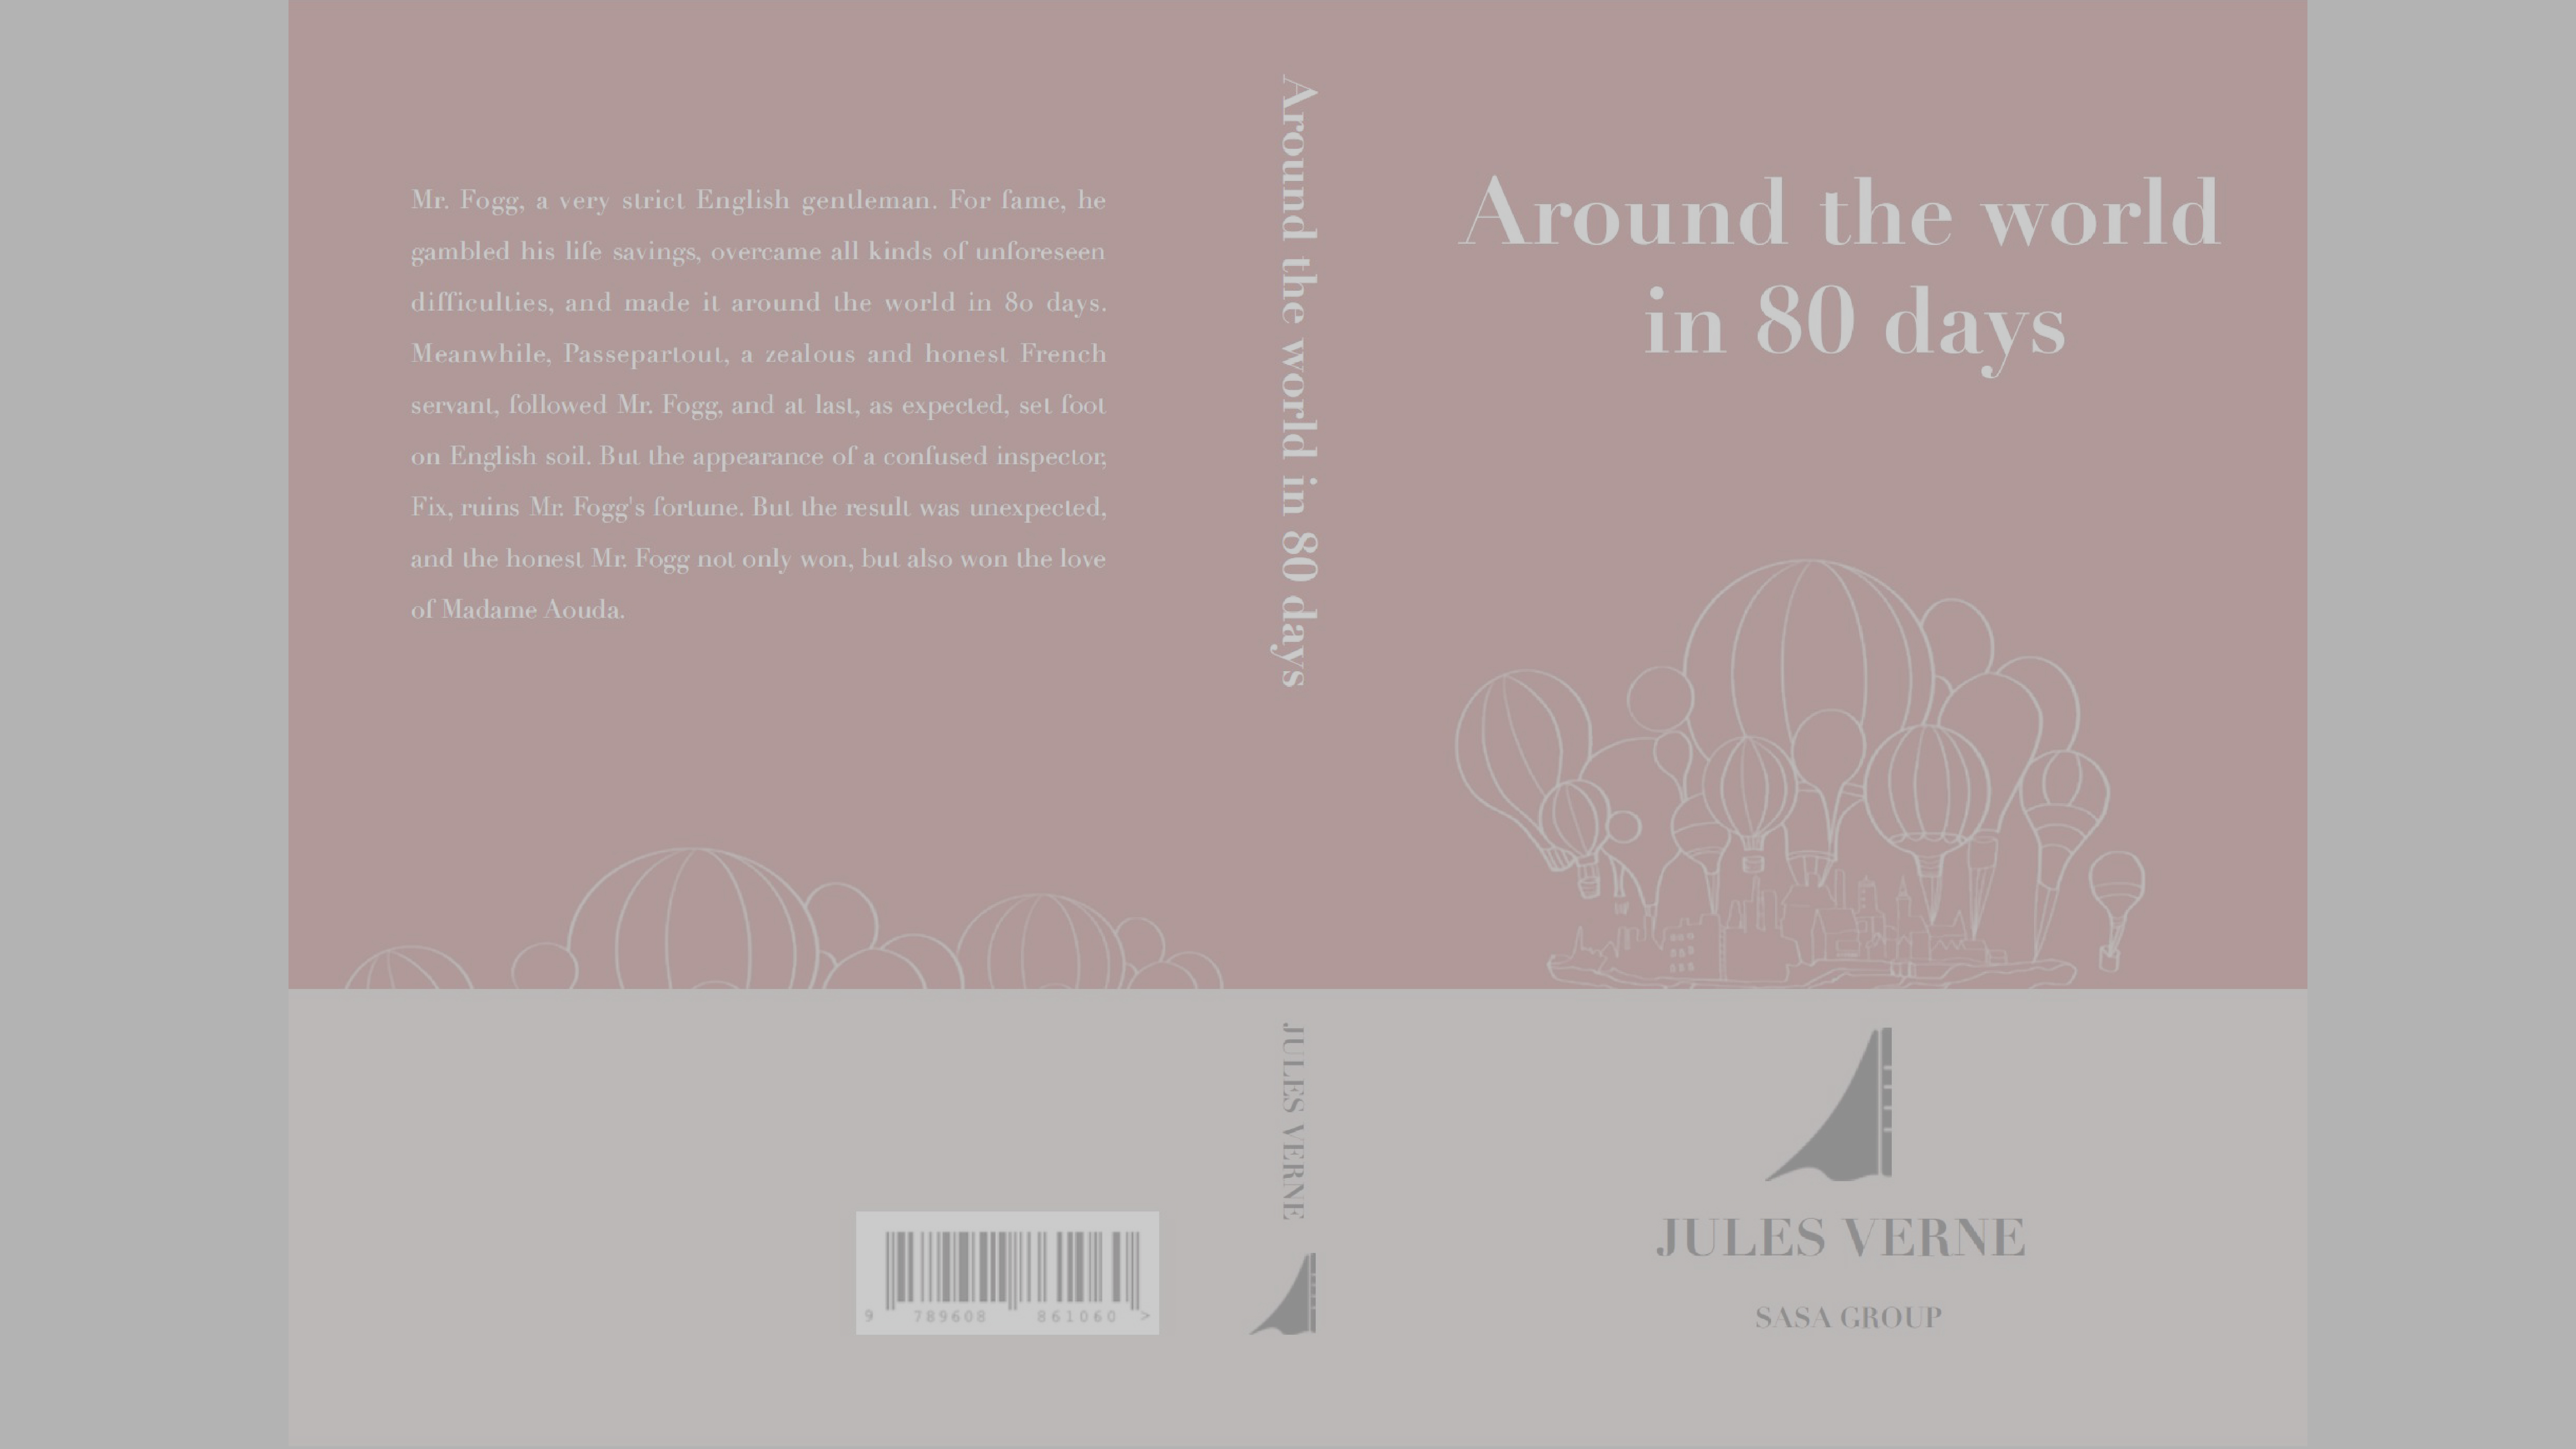 Mr. Fogg, a very strict English gentleman. For fame, he
gambled his life savings, overcame all kinds of unforeseen
difficulties, and made it around the world in 80 days.
Meanwhile, Passepartout, a zealous and honest French
servant, followed Mr. Fogg, and at last, as expected, set foot
on English soil. But the appearance of a confused inspector,
Fix, ruins Mr. Fogg's fortune. But the result was unexpected,
and the honest Mr. Fogg not only won, but also won the love
of Madame Aouda.
9 789608 861060 >
Around the world in 80 days
JULES VERNE
Around the world
in 80 days
JULES VERNE
SASA GROUP